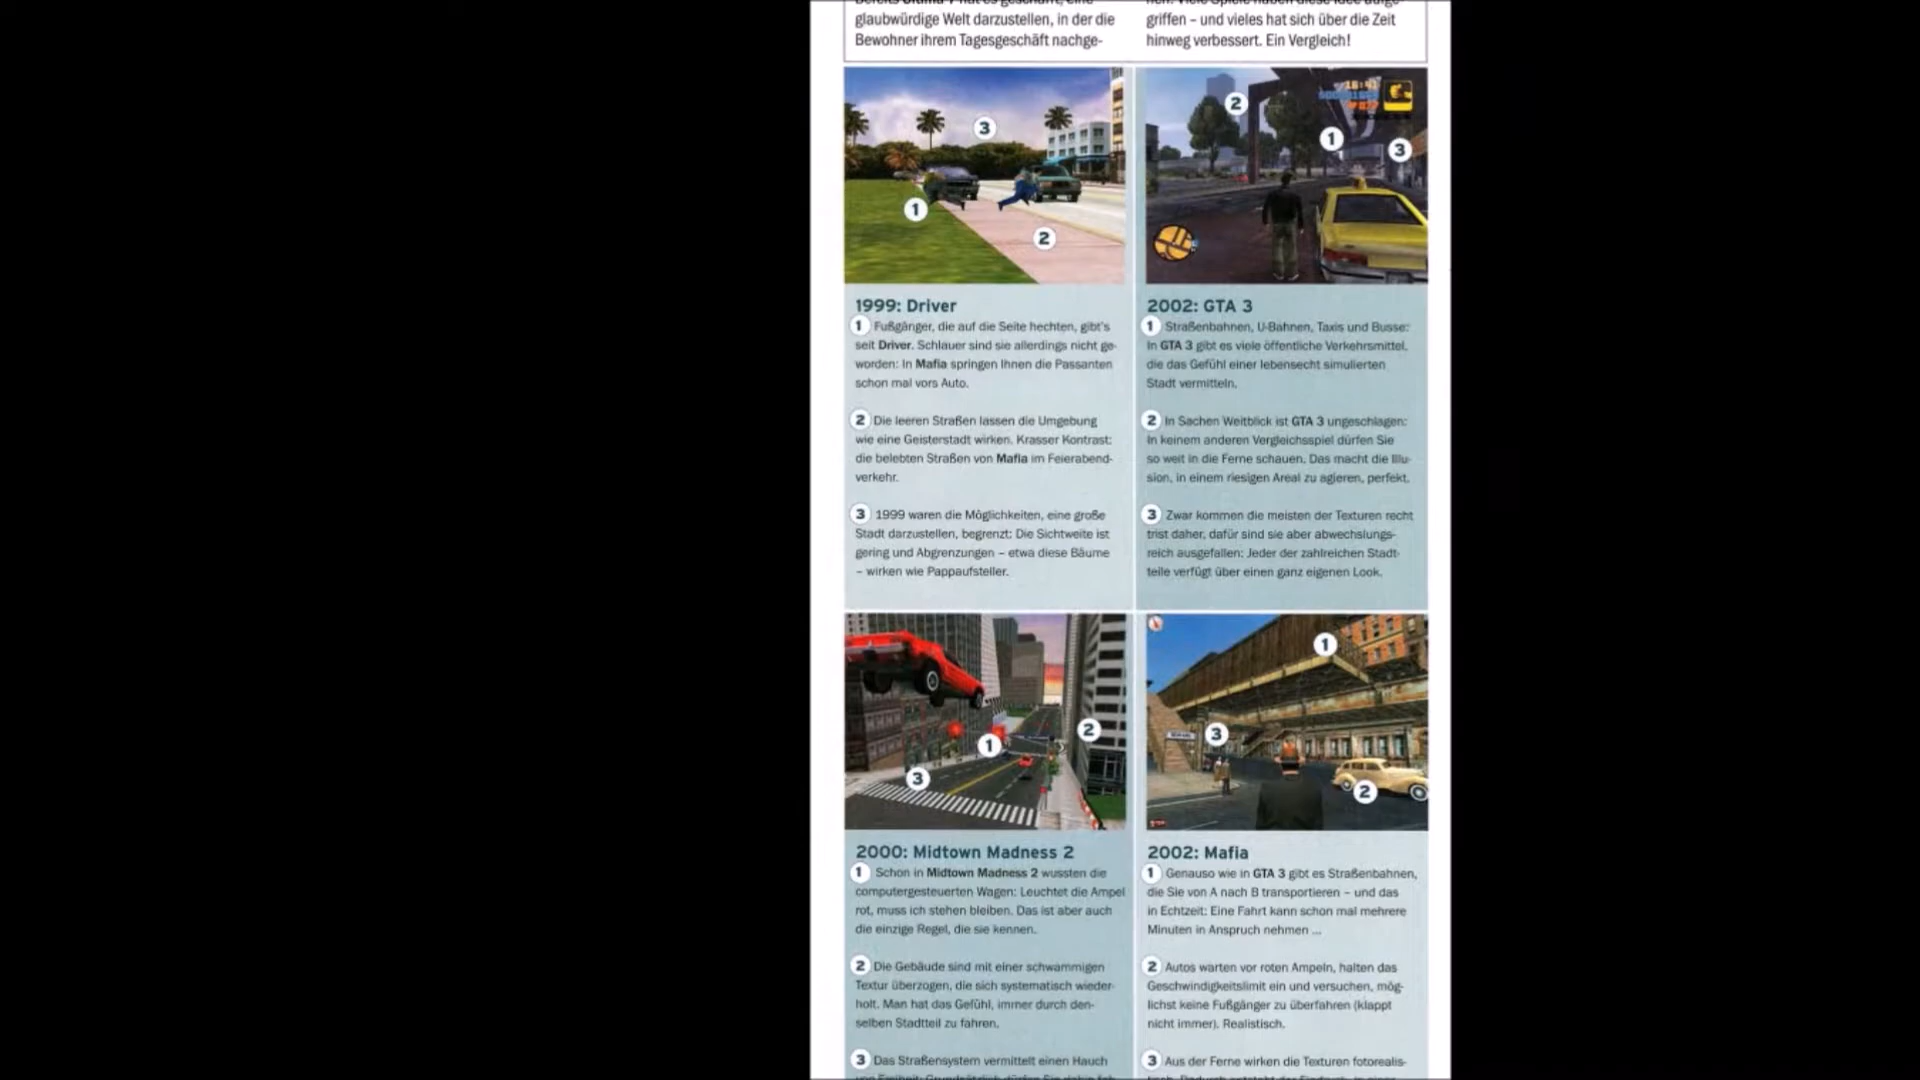 glaubwürdige Welt darzustellen, in der die
Bewohner ihrem Tagesgeschäft nachge-
griffen – und vieles hat sich über die Zeit
hinweg verbessert. Ein Vergleich!
3
1
2
1999: Driver
1 Fußgänger, die auf die Seite hechten, gibt's
seit Driver. Schlauer sind sie allerdings nicht ge-
worden: In Mafia springen Ihnen die Passanten
schon mal vors Auto.
2 Die leeren Straßen lassen die Umgebung
wie eine Geisterstadt wirken. Krasser Kontrast:
die belebten Straßen von Mafia im Feierabend-
verkehr.
3 1999 waren die Möglichkeiten, eine große
Stadt darzustellen, begrenzt: Die Sichtweite ist
gering und Abgrenzungen – etwa diese Bäume
– wirken wie Pappaufsteller.
2
1
3
2002: GTA 3
1 Straßenbahnen, U-Bahnen, Taxis und Busse:
In GTA 3 gibt es viele öffentliche Verkehrsmittel,
die das Gefühl einer lebensecht simulierten
Stadt vermitteln.
2 In Sachen Weitblick ist GTA 3 ungeschlagen:
In keinem anderen Vergleichsspiel dürfen Sie
so weit in die Ferne schauen. Das macht die Illu-
sion, in einem riesigen Areal zu agieren, perfekt.
3 Zwar kommen die meisten der Texturen recht
trist daher, dafür sind sie aber abwechslungs-
reich ausgefallen: Jeder der zahlreichen Stadt-
teile verfügt über einen ganz eigenen Look.
1
2
3
2000: Midtown Madness 2
1 Schon in Midtown Madness 2 wussten die
computergesteuerten Wagen: Leuchtet die Ampel
rot, muss ich stehen bleiben. Das ist aber auch
die einzige Regel, die sie kennen.
2 Die Gebäude sind mit einer schwammigen
Textur überzogen, die sich systematisch wieder-
holt. Man hat das Gefühl, immer durch den-
selben Stadtteil zu fahren.
3 Das Straßensystem vermittelt einen Hauch
1
3
2
2002: Mafia
1 Genauso wie in GTA 3 gibt es Straßenbahnen,
die Sie von A nach B transportieren – und das
in Echtzeit: Eine Fahrt kann schon mal mehrere
Minuten in Anspruch nehmen ...
2 Autos warten vor roten Ampeln, halten das
Geschwindigkeitslimit ein und versuchen, mög-
lichst keine Fußgänger zu überfahren (klappt
nicht immer). Realistisch.
3 Aus der Ferne wirken die Texturen fotorealis-